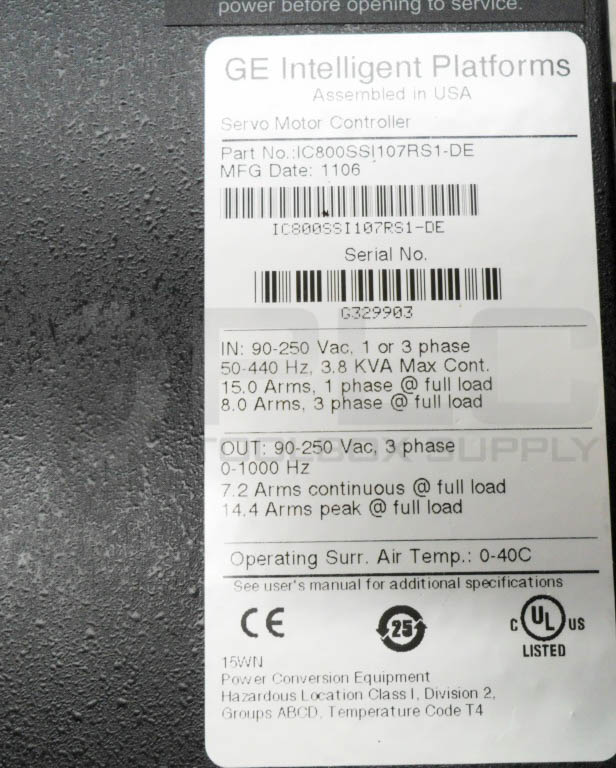 power before opening to service.
GE Intelligent Platforms
Assembled in USA
Servo Motor Controller
Part No.:IC800SSI107RS1-DE
MFG Date: 1106
IC800SSI107RS1-DE
Serial No.
G329903
IN: 90-250 Vac, 1 or 3 phase
50-440 Hz, 3.8 KVA Max Cont.
15.0 Arms, 1 phase @ full load
8.0 Arms, 3 phase @ full load
PLC
TOOLBOX SUPPLY
OUT: 90-250 Vac, 3 phase
0-1000 Hz
7.2 Arms continuous @ full load
14.4 Arms peak @ full load
Operating Surr. Air Temp.: 0-40C
See user's manual for additional specifications
CE
25
C UL US
LISTED
15WN
Power Conversion Equipment
Hazardous Location Class I, Division 2,
Groups ABCD, Temperature Code T4